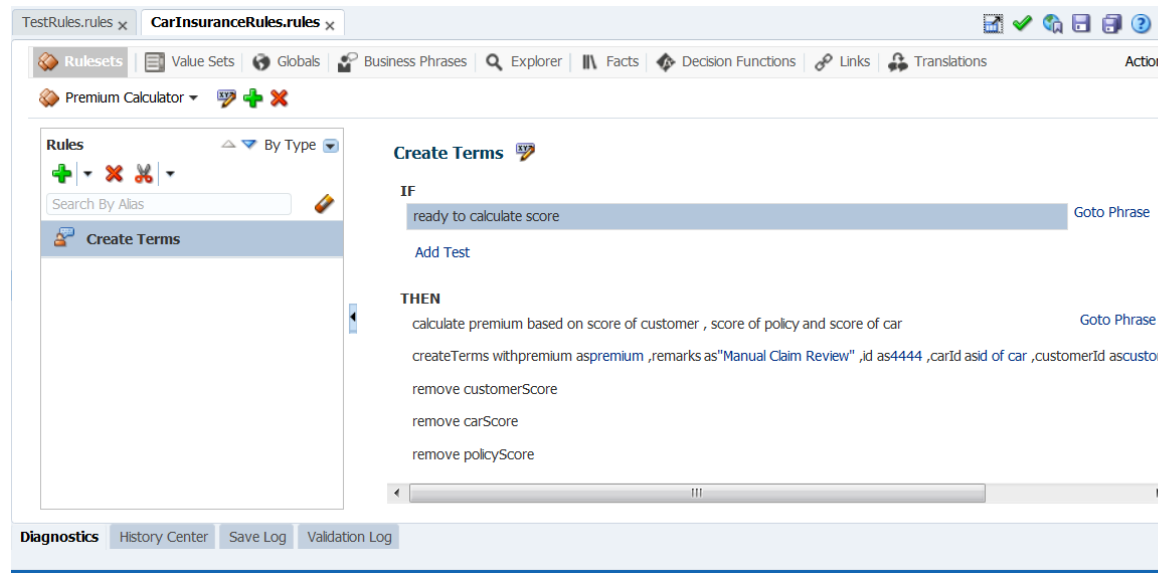 TestRules.rules x CarInsuranceRules.rules x
Rulesets Value Sets Globals Business Phrases Explorer Facts Decision Functions Links Translations Action
Premium Calculator
Rules By Type
Search By Alias
Create Terms
Create Terms
IF
ready to calculate score Goto Phrase
Add Test
THEN
calculate premium based on score of customer , score of policy and score of car Goto Phrase
createTerms withpremium aspremium ,remarks as"Manual Claim Review" ,id as4444 ,carId asid of car ,customerId ascusto
remove customerScore
remove carScore
remove policyScore
Diagnostics History Center Save Log Validation Log